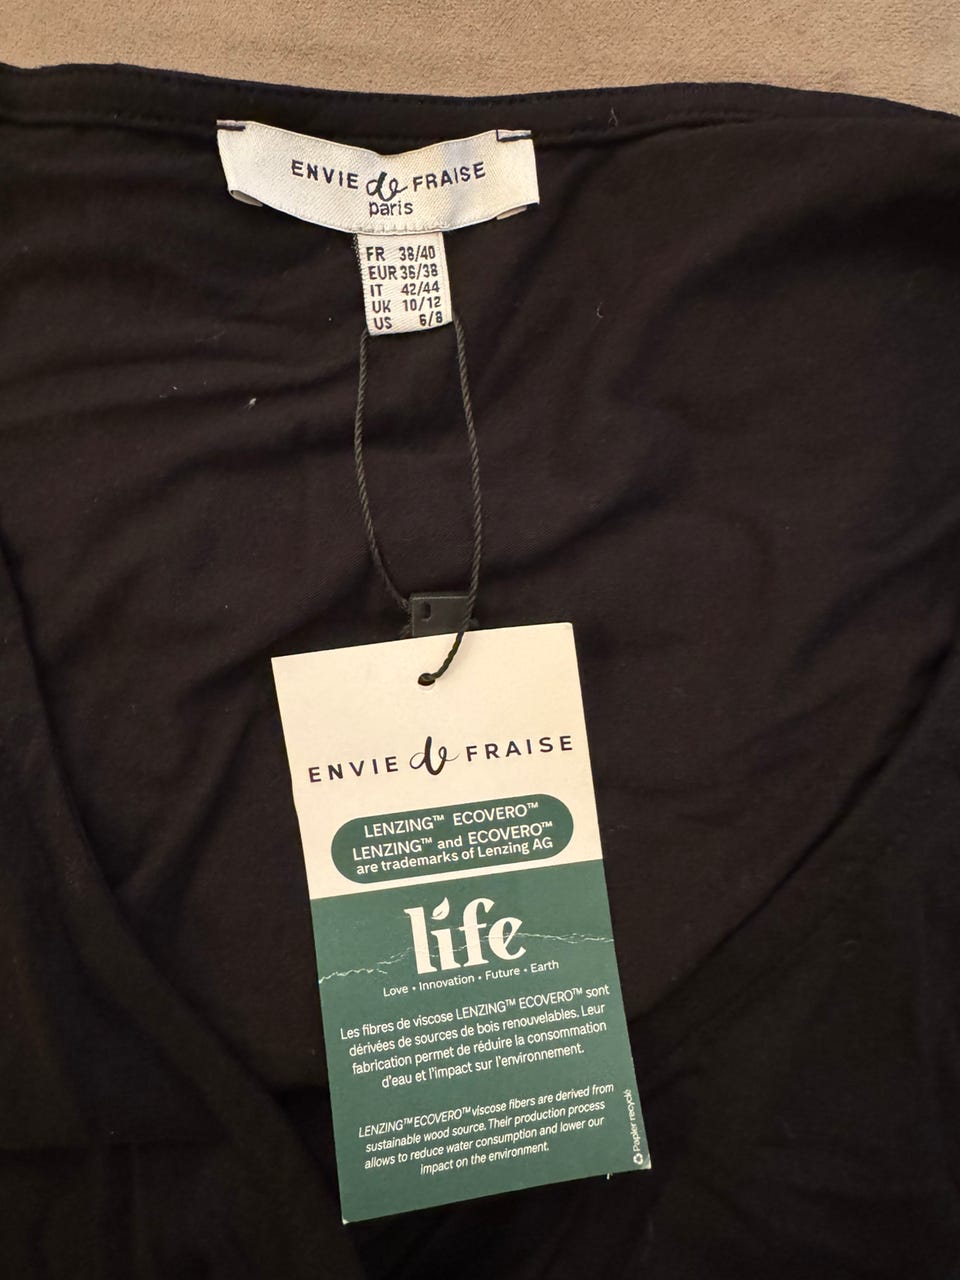 ENVIE de FRAISE
paris
FR 38/40
EUR 36/38
IT 42/44
UK 10/12
US 6/8
ENVIE de FRAISE
LENZING™ ECOVERO™
LENZING™ and ECOVERO™
are trademarks of Lenzing AG
life
Love • Innovation • Future • Earth
Les fibres de viscose LENZING™ ECOVERO™ sont
dérivées de sources de bois renouvelables. Leur
fabrication permet de réduire la consommation
d'eau et l'impact sur l'environnement.
LENZING™ ECOVERO™ viscose fibers are derived from
sustainable wood source. Their production process
allows to reduce water consumption and lower our
impact on the environment.
Papier recyclé